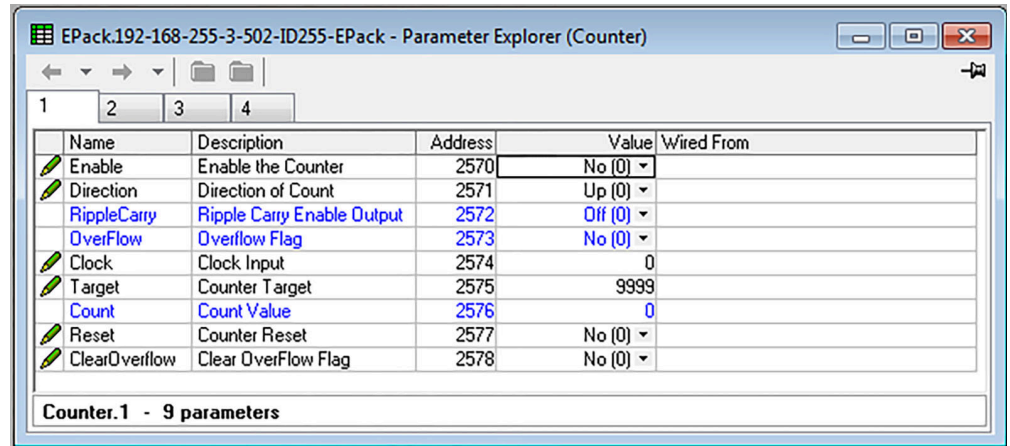 EPack.192-168-255-3-502-ID255-EPack - Parameter Explorer (Counter)
1 2 3 4
Name Description Address Value Wired From
Enable Enable the Counter 2570 No (0)
Direction Direction of Count 2571 Up (0)
RippleCarry Ripple Carry Enable Output 2572 Off (0)
OverFlow Overflow Flag 2573 No (0)
Clock Clock Input 2574 0
Target Counter Target 2575 9999
Count Count Value 2576 0
Reset Counter Reset 2577 No (0)
ClearOverflow Clear OverFlow Flag 2578 No (0)
Counter.1 - 9 parameters